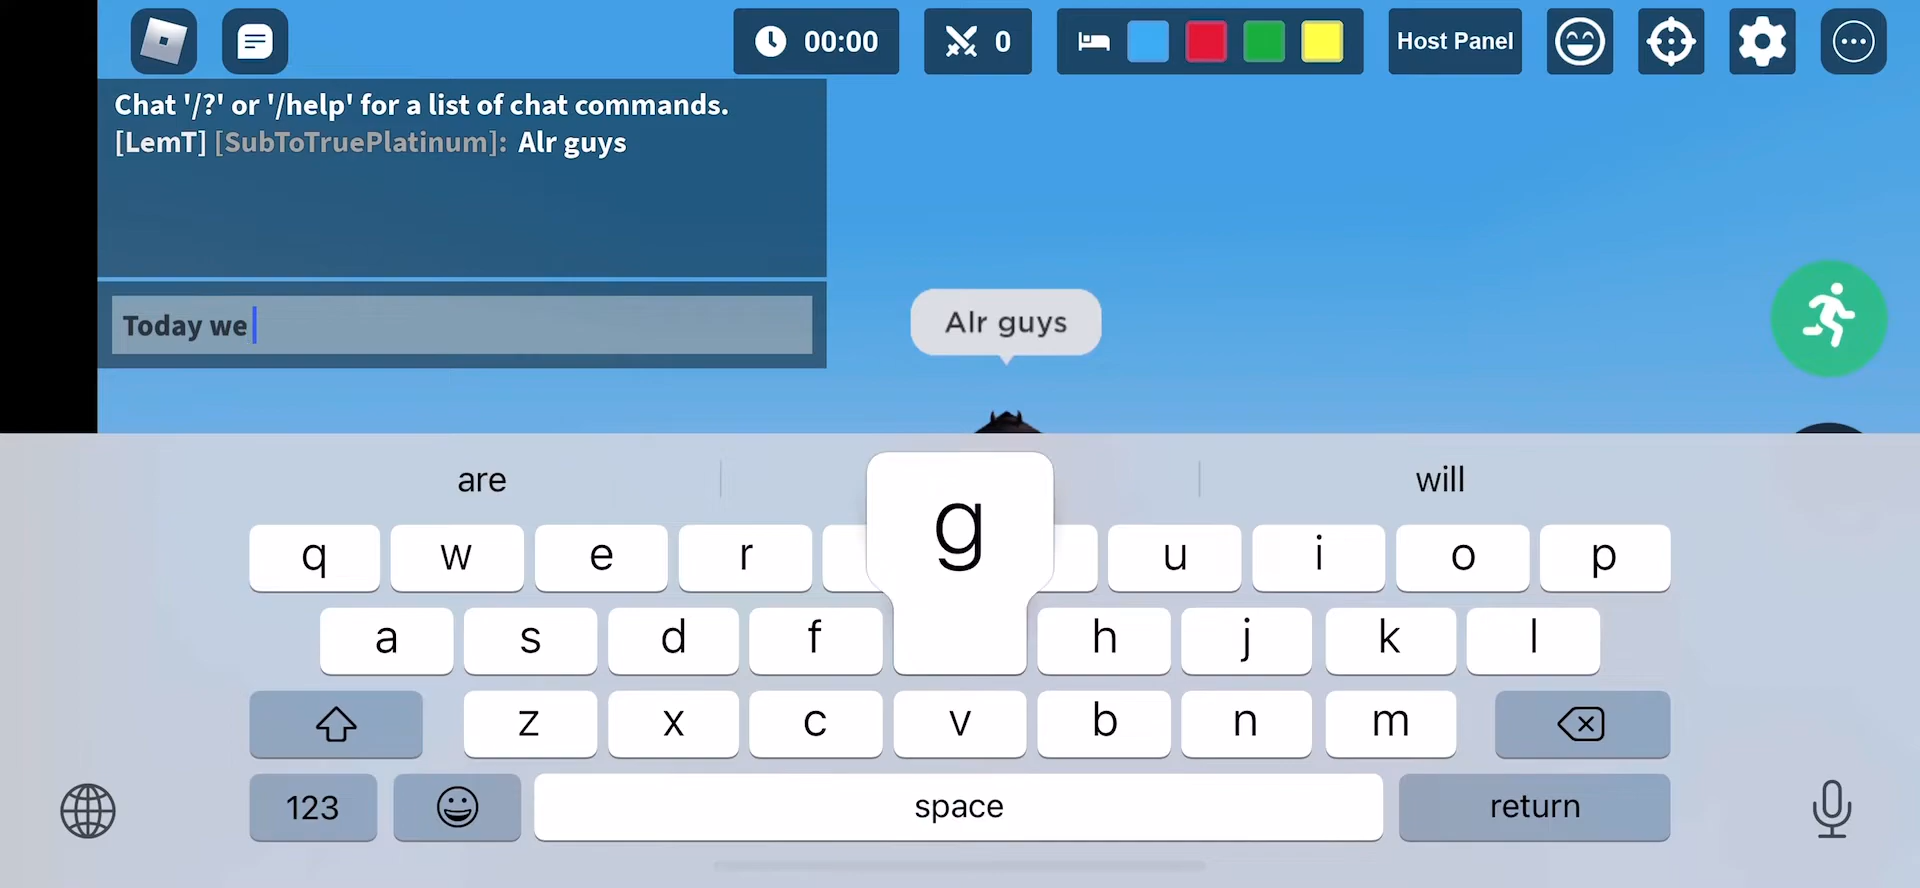 00:00
0
Host Panel
Chat '/?' or '/help' for a list of chat commands.
[LemT] [SubToTruePlatinum]: Alr guys
Today we
Alr guys
are
will
g
q w e r u i o p
a s d f h j k l
z x c v b n m
123
space
return